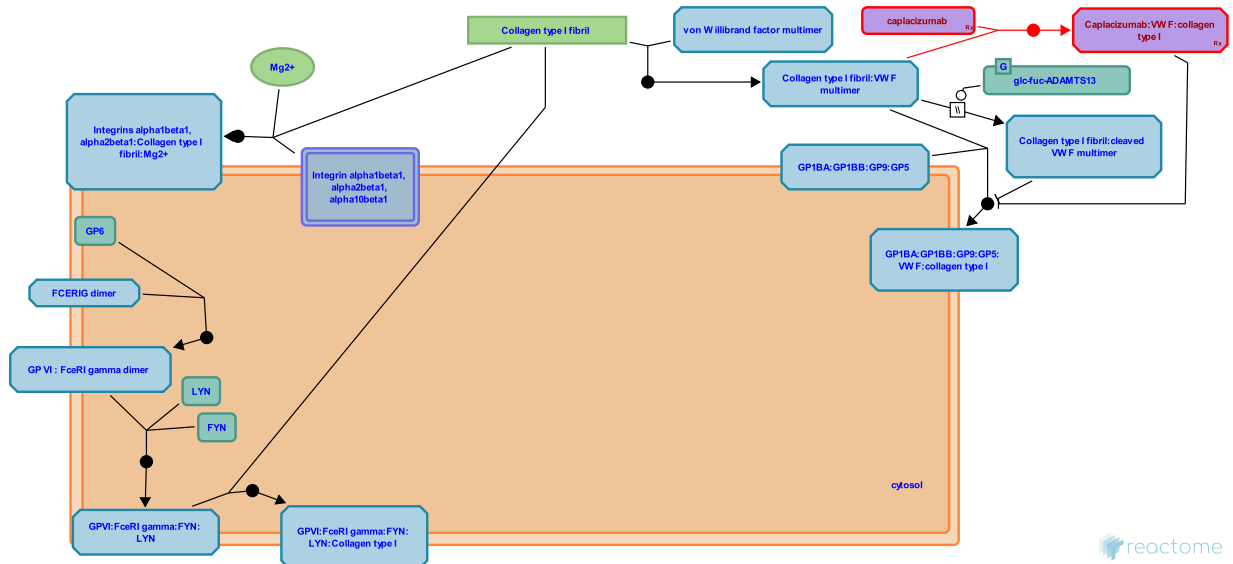 caplacizumab
Rx
Caplacizumab:VWF:collagen
type I
Rx
Collagen type I fibril
von Willibrand factor multimer
Mg2+
Collagen type I fibril:VWF
multimer
G
glc-fuc-ADAMTS13
\\
Integrins alpha1beta1,
alpha2beta1:Collagen type I
fibril:Mg2+
Collagen type I fibril:cleaved
VWF multimer
Integrin alpha1beta1,
alpha2beta1,
alpha10beta1
GP1BA:GP1BB:GP9:GP5
GP6
GP1BA:GP1BB:GP9:GP5:
VWF:collagen type I
FCERIG dimer
GP VI : FceRI gamma dimer
LYN
FYN
cytosol
GPVI:FceRI gamma:FYN:
LYN
GPVI:FceRI gamma:FYN:
LYN:Collagen type I
reactome